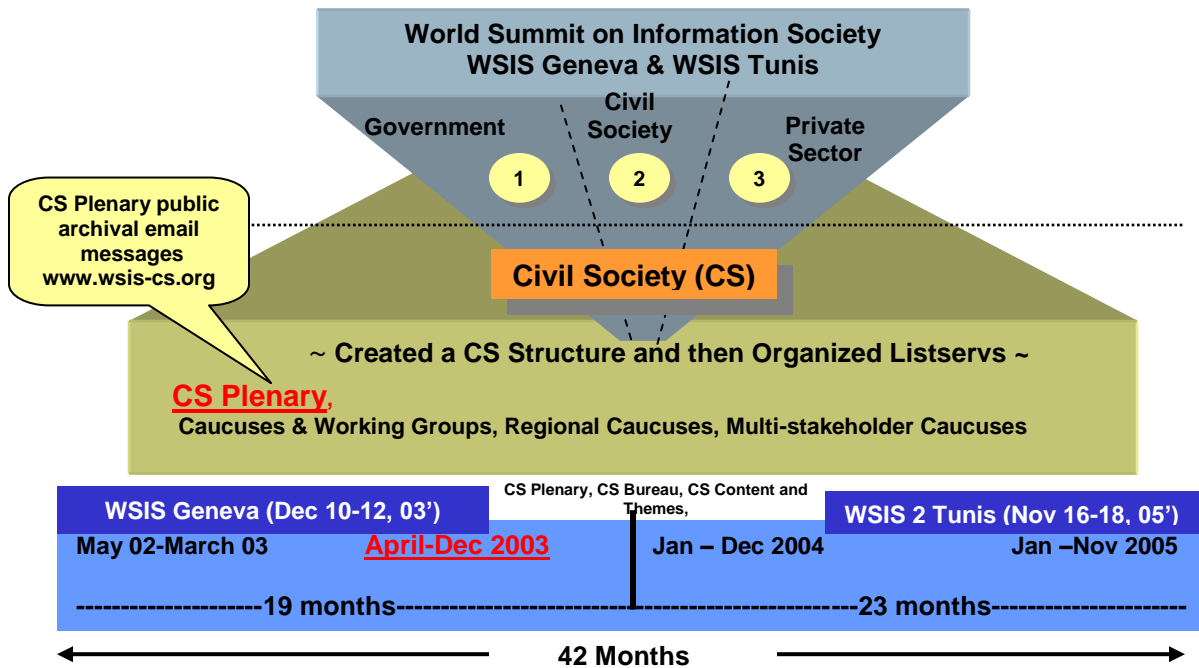 World Summit on Information Society
WSIS Geneva & WSIS Tunis
Government
Civil
Society
Private
Sector
1
2
3
CS Plenary public
archival email
messages
www.wsis-cs.org
Civil Society (CS)
~ Created a CS Structure and then Organized Listservs ~
CS Plenary,
Caucuses & Working Groups, Regional Caucuses, Multi-stakeholder Caucuses
CS Plenary, CS Bureau, CS Content and
Themes,
WSIS Geneva (Dec 10-12, 03')
WSIS 2 Tunis (Nov 16-18, 05')
May 02-March 03
April-Dec 2003
Jan – Dec 2004
Jan –Nov 2005
19 months
23 months
42 Months